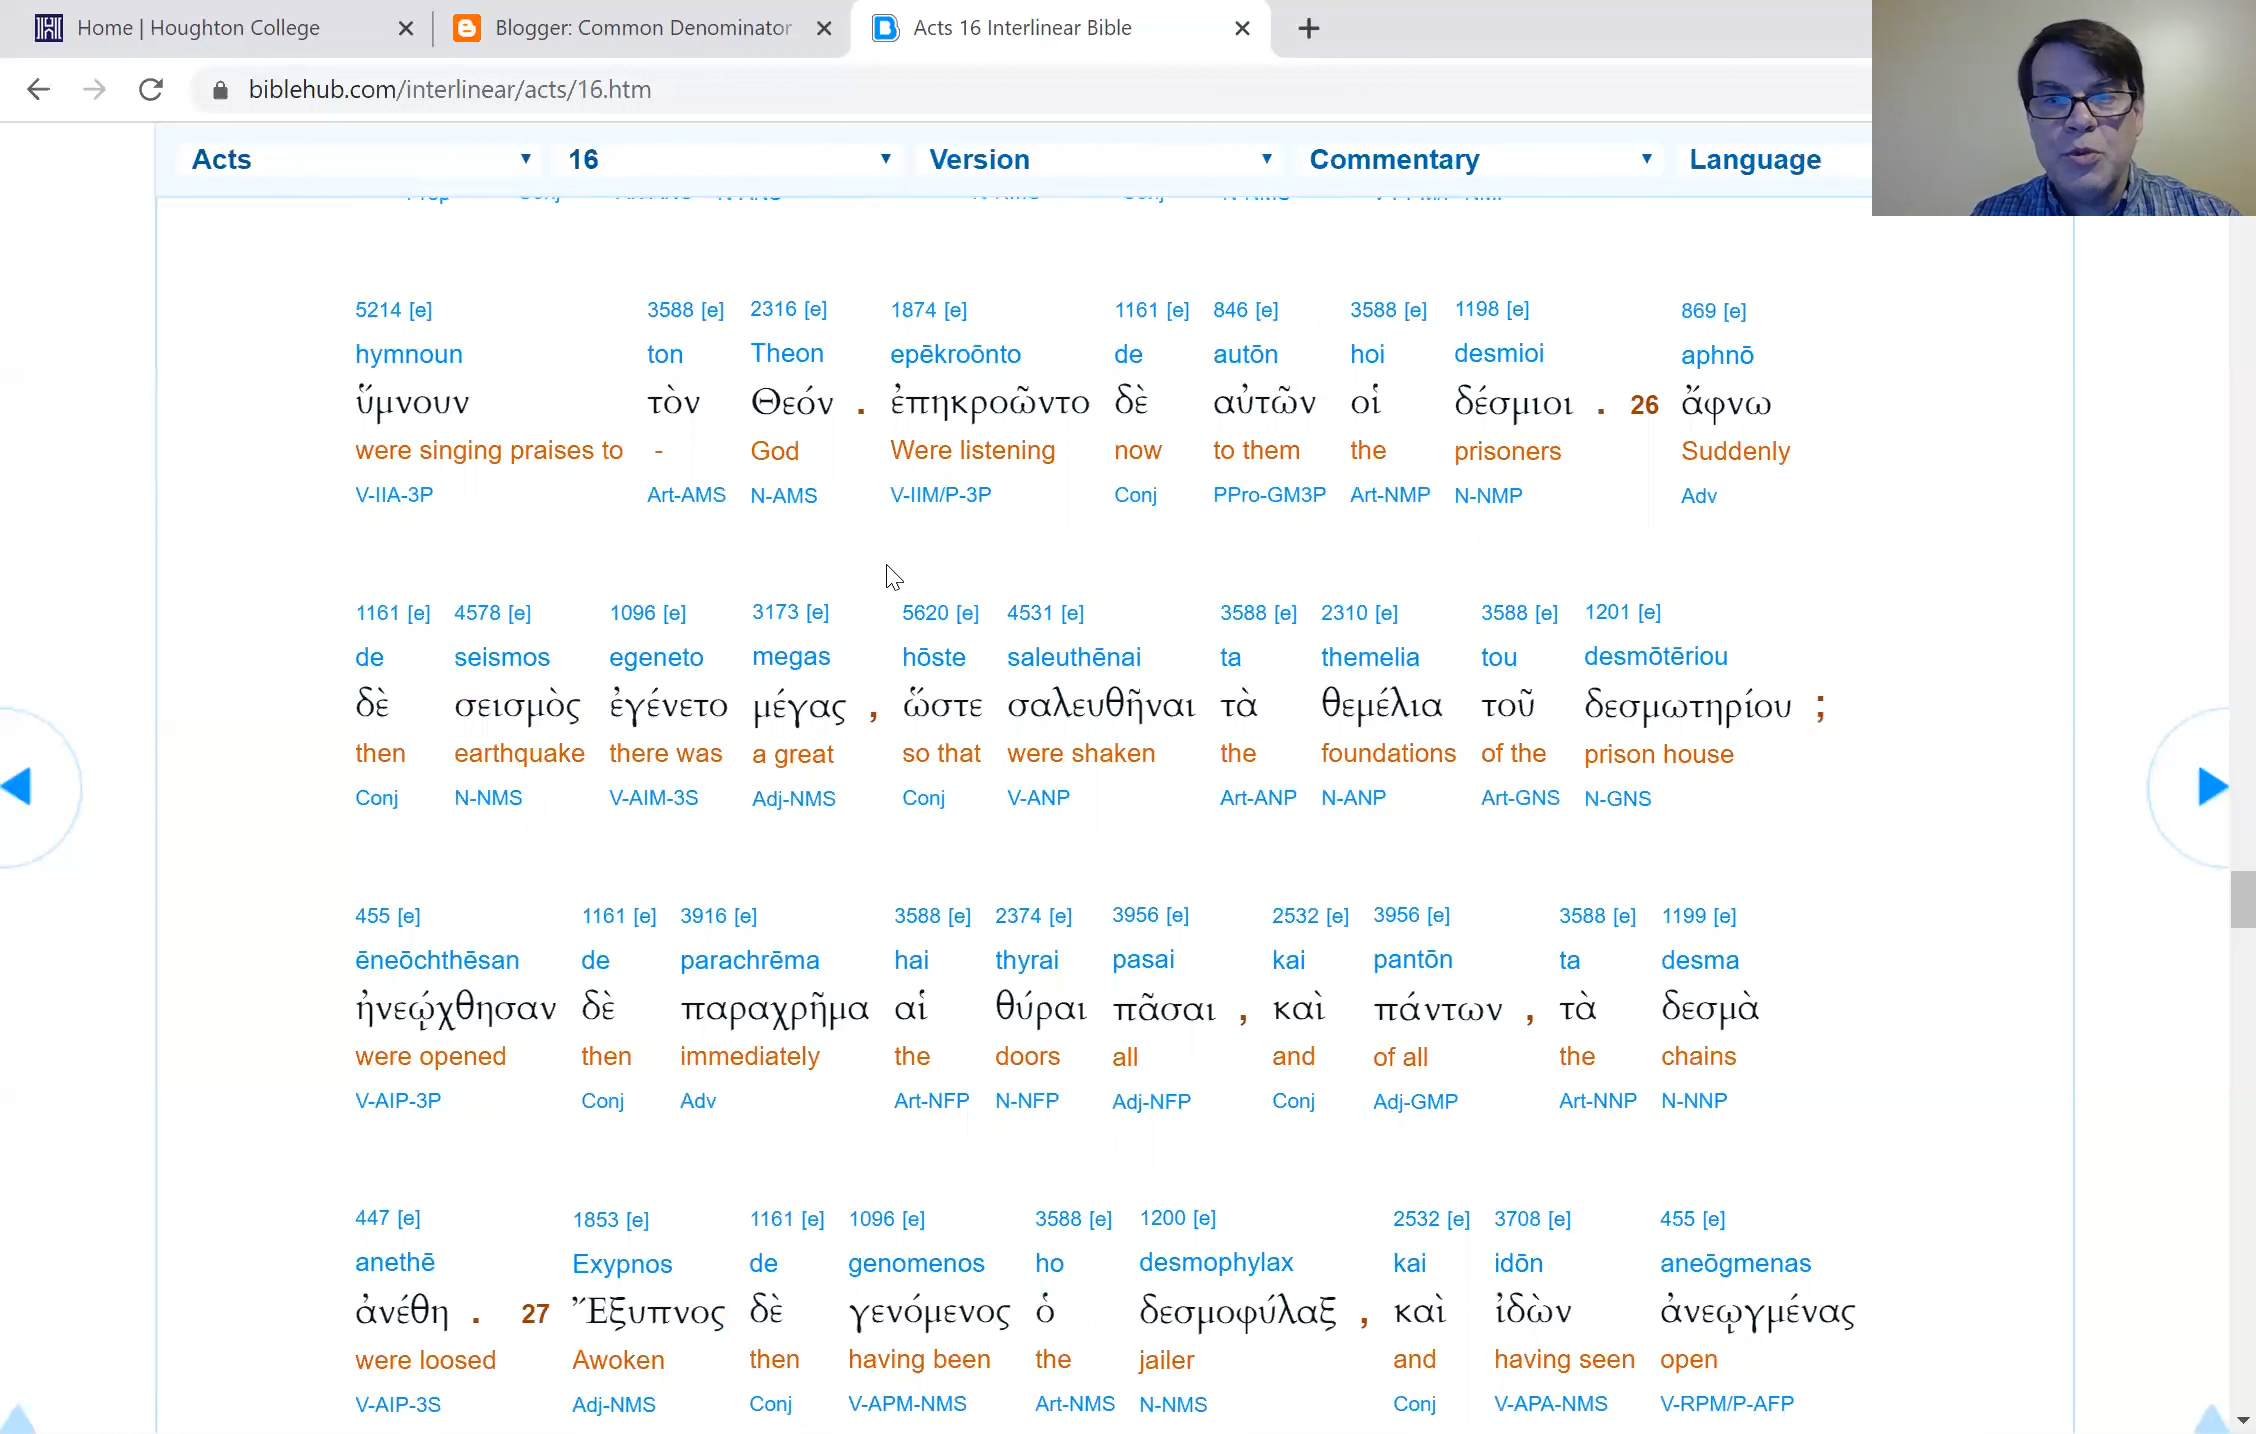 Home | Houghton College
Blogger: Common Denominator
Acts 16 Interlinear Bible
biblehub.com/interlinear/acts/16.htm
Acts 16 Version Commentary Language
5214 [e] 3588 [e] 2316 [e] 1874 [e] 1161 [e] 846 [e] 3588 [e] 1198 [e] 869 [e]
hymnoun ton Theon epēkroōnto de autōn hoi desmioi aphnō
ὕμνουν τὸν Θεόν . ἐπηκροῶντο δὲ αὐτῶν οἱ δέσμιοι . 26 ἄφνω
were singing praises to - God Were listening now to them the prisoners Suddenly
V-IIA-3P Art-AMS N-AMS V-IIM/P-3P Conj PPro-GM3P Art-NMP N-NMP Adv
1161 [e] 4578 [e] 1096 [e] 3173 [e] 5620 [e] 4531 [e] 3588 [e] 2310 [e] 3588 [e] 1201 [e]
de seismos egeneto megas hōste saleuthēnai ta themelia tou desmōtēriou
δὲ σεισμὸς ἐγένετο μέγας , ὥστε σαλευθῆναι τὰ θεμέλια τοῦ δεσμωτηρίου ;
then earthquake there was a great so that were shaken the foundations of the prison house
Conj N-NMS V-AIM-3S Adj-NMS Conj V-ANP Art-ANP N-ANP Art-GNS N-GNS
455 [e] 1161 [e] 3916 [e] 3588 [e] 2374 [e] 3956 [e] 2532 [e] 3956 [e] 3588 [e] 1199 [e]
ēneōchthēsan de parachrēma hai thyrai pasai kai pantōn ta desma
ἠνεῴχθησαν δὲ παραχρῆμα αἱ θύραι πᾶσαι , καὶ πάντων , τὰ δεσμὰ
were opened then immediately the doors all and of all the chains
V-AIP-3P Conj Adv Art-NFP N-NFP Adj-NFP Conj Adj-GMP Art-NNP N-NNP
447 [e] 1853 [e] 1161 [e] 1096 [e] 3588 [e] 1200 [e] 2532 [e] 3708 [e] 455 [e]
anethē Exypnos de genomenos ho desmophylax kai idōn aneōgmenas
ἀνέθη . 27 Ἔξυπνος δὲ γενόμενος ὁ δεσμοφύλαξ , καὶ ἰδὼν ἀνεῳγμένας
were loosed Awoken then having been the jailer and having seen open
V-AIP-3S Adj-NMS Conj V-APM-NMS Art-NMS N-NMS Conj V-APA-NMS V-RPM/P-AFP